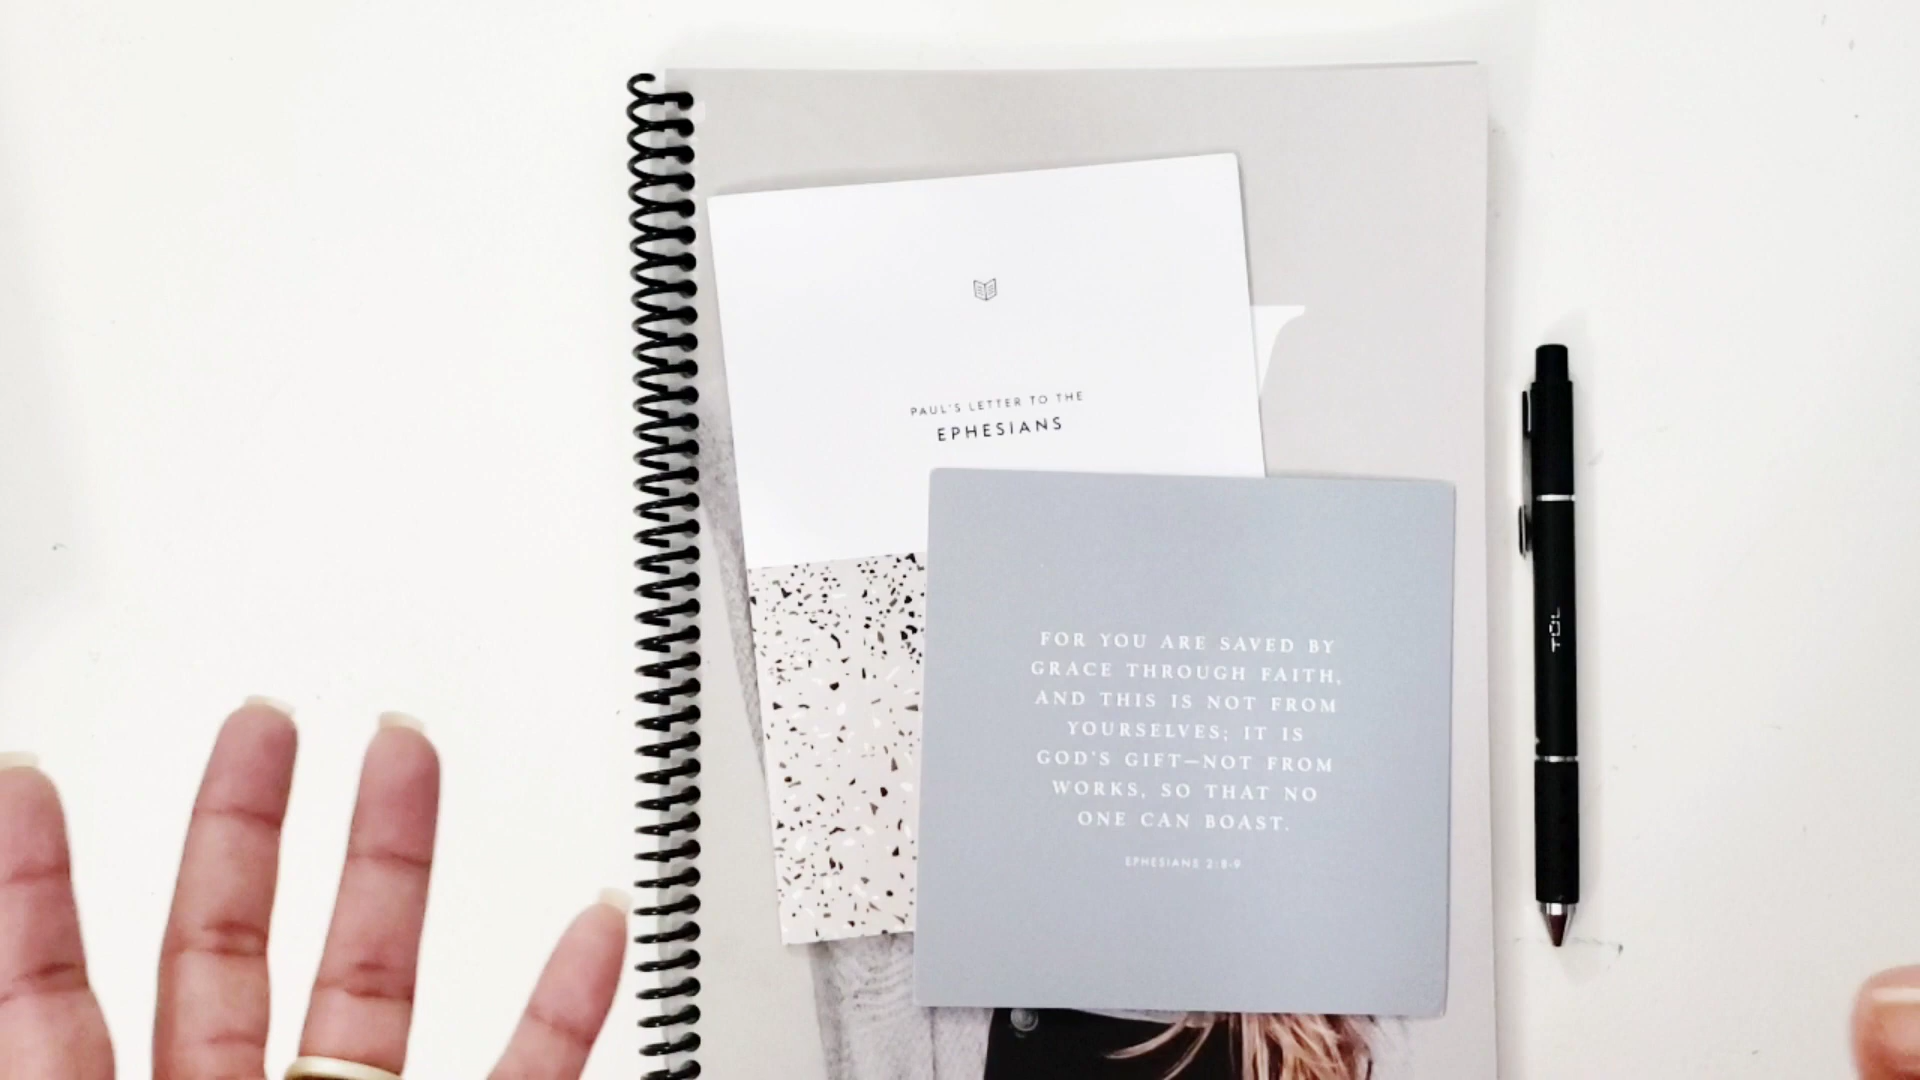 PAUL'S LETTER TO THE
EPHESIANS
FOR YOU ARE SAVED BY
GRACE THROUGH FAITH,
AND THIS IS NOT FROM
YOURSELVES; IT IS
GOD'S GIFT—NOT FROM
WORKS, SO THAT NO
ONE CAN BOAST.
EPHESIANS 2:8-9
TUL